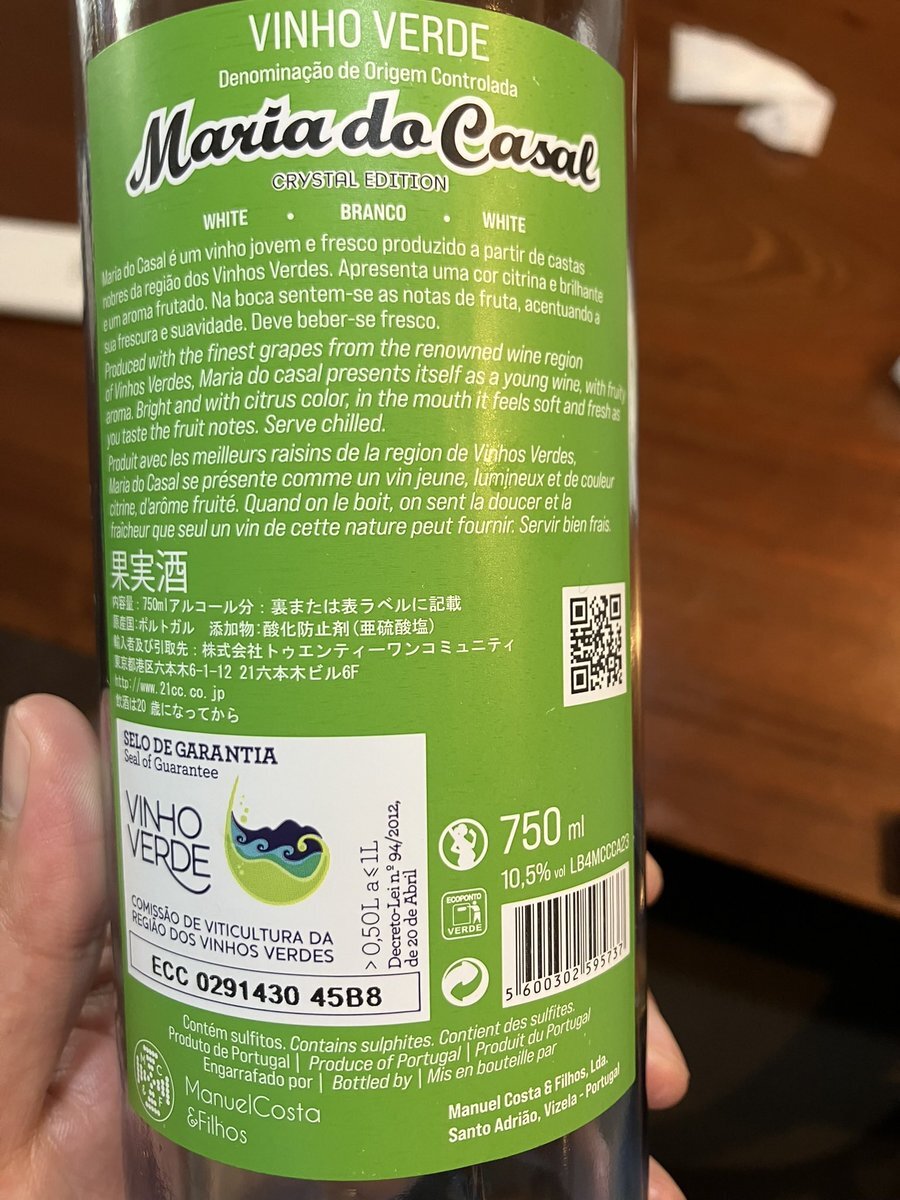 VINHO VERDE
Denominação de Origem Controlada
Maria do Casal
CRYSTAL EDITION
WHITE • BRANCO • WHITE
Maria do Casal é um vinho jovem e fresco produzido a partir de castas
nobres da região dos Vinhos Verdes. Apresenta uma cor citrina e brilhante
e um aroma frutado. Na boca sentem-se as notas de fruta, acentuando a
sua frescura e suavidade. Deve beber-se fresco.
Produced with the finest grapes from the renowned wine region
of Vinhos Verdes, Maria do casal presents itself as a young wine, with fruity
aroma. Bright and with citrus color, in the mouth it feels soft and fresh as
you taste the fruit notes. Serve chilled.
Produit avec les meilleurs raisins de la region de Vinhos Verdes,
Maria do Casal se présente comme un vin jeune, lumineux et de couleur
citrine, d'arôme fruité. Quand on le boit, on sent la doucer et la
fraîcheur que seul un vin de cette nature peut fournir. Servir bien frais.
果実酒
内容量：750ml アルコール分：裏または表ラベルに記載
原産国：ポルトガル 添加物：酸化防止剤(亜硫酸塩)
輸入者及び引取先：株式会社トゥエンティーワンコミュニティ
東京都港区六本木6-1-12 21六本木ビル6F
http://www.21cc.co.jp
飲酒は20 歳になってから
SELO DE GARANTIA
Seal of Guarantee
VINHO
VERDE
COMISSÃO DE VITICULTURA DA
REGIÃO DOS VINHOS VERDES
> 0,50L a ≤ 1L
Decreto-Lei n.º 94/2012,
de 20 de Abril
ECC 0291430 45B8
750 ml
10,5% vol LB4MCCCA23
ECOPONTO
VERDE
5 600302 595737
Contém sulfitos. Contains sulphites. Contient des sulfites.
Produto de Portugal | Produce of Portugal | Produit du Portugal
Engarrafado por | Bottled by | Mis en bouteille par
M C
& F
ManuelCosta
&Filhos
Manuel Costa & Filhos, Lda.
Santo Adrião, Vizela - Portugal